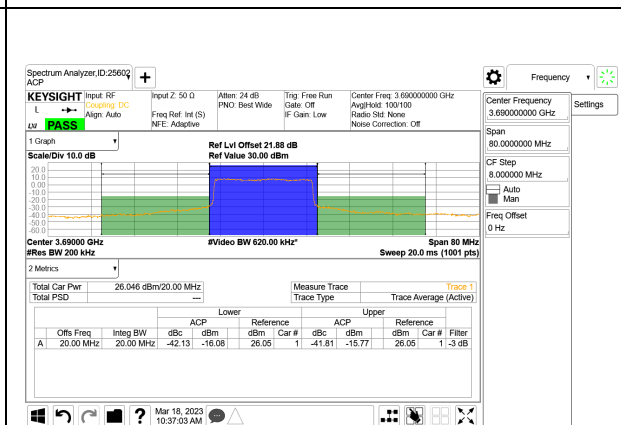 Spectrum Analyzer,ID:25602
ACP
Frequency
KEYSIGHT Input: RF Input Z: 50 Ω Atten: 24 dB Trig: Free Run Center Freq: 3.690000000 GHz
L Coupling: DC PNO: Best Wide Gate: Off Avg|Hold: 100/100
Align: Auto Freq Ref: Int (S) IF Gain: Low Radio Std: None
LXI PASS NFE: Adaptive Noise Correction: Off
Center Frequency
3.690000000 MHz
Settings
Span
80.0000000 MHz
CF Step
8.000000 MHz
Auto
Man
Freq Offset
0 Hz
1 Graph
Ref Lvl Offset 21.88 dB
Scale/Div 10.0 dB Ref Value 30.00 dBm
20.0
10.0
0.00
-10.0
-20.0
-30.0
-40.0
-50.0
-60.0
Center 3.69000 GHz #Video BW 620.00 kHz* Span 80 MHz
#Res BW 200 kHz Sweep 20.0 ms (1001 pts)
2 Metrics
Total Car Pwr 26.046 dBm/20.00 MHz Measure Trace Trace 1
Total PSD --- Trace Type Trace Average (Active)
Lower Upper
ACP Reference ACP Reference
Offs Freq Integ BW dBc dBm dBm Car # dBc dBm dBm Car # Filter
A 20.00 MHz 20.00 MHz -42.13 -16.08 26.05 1 -41.81 -15.77 26.05 1 -3 dB
Mar 18, 2023
10:37:03 AM